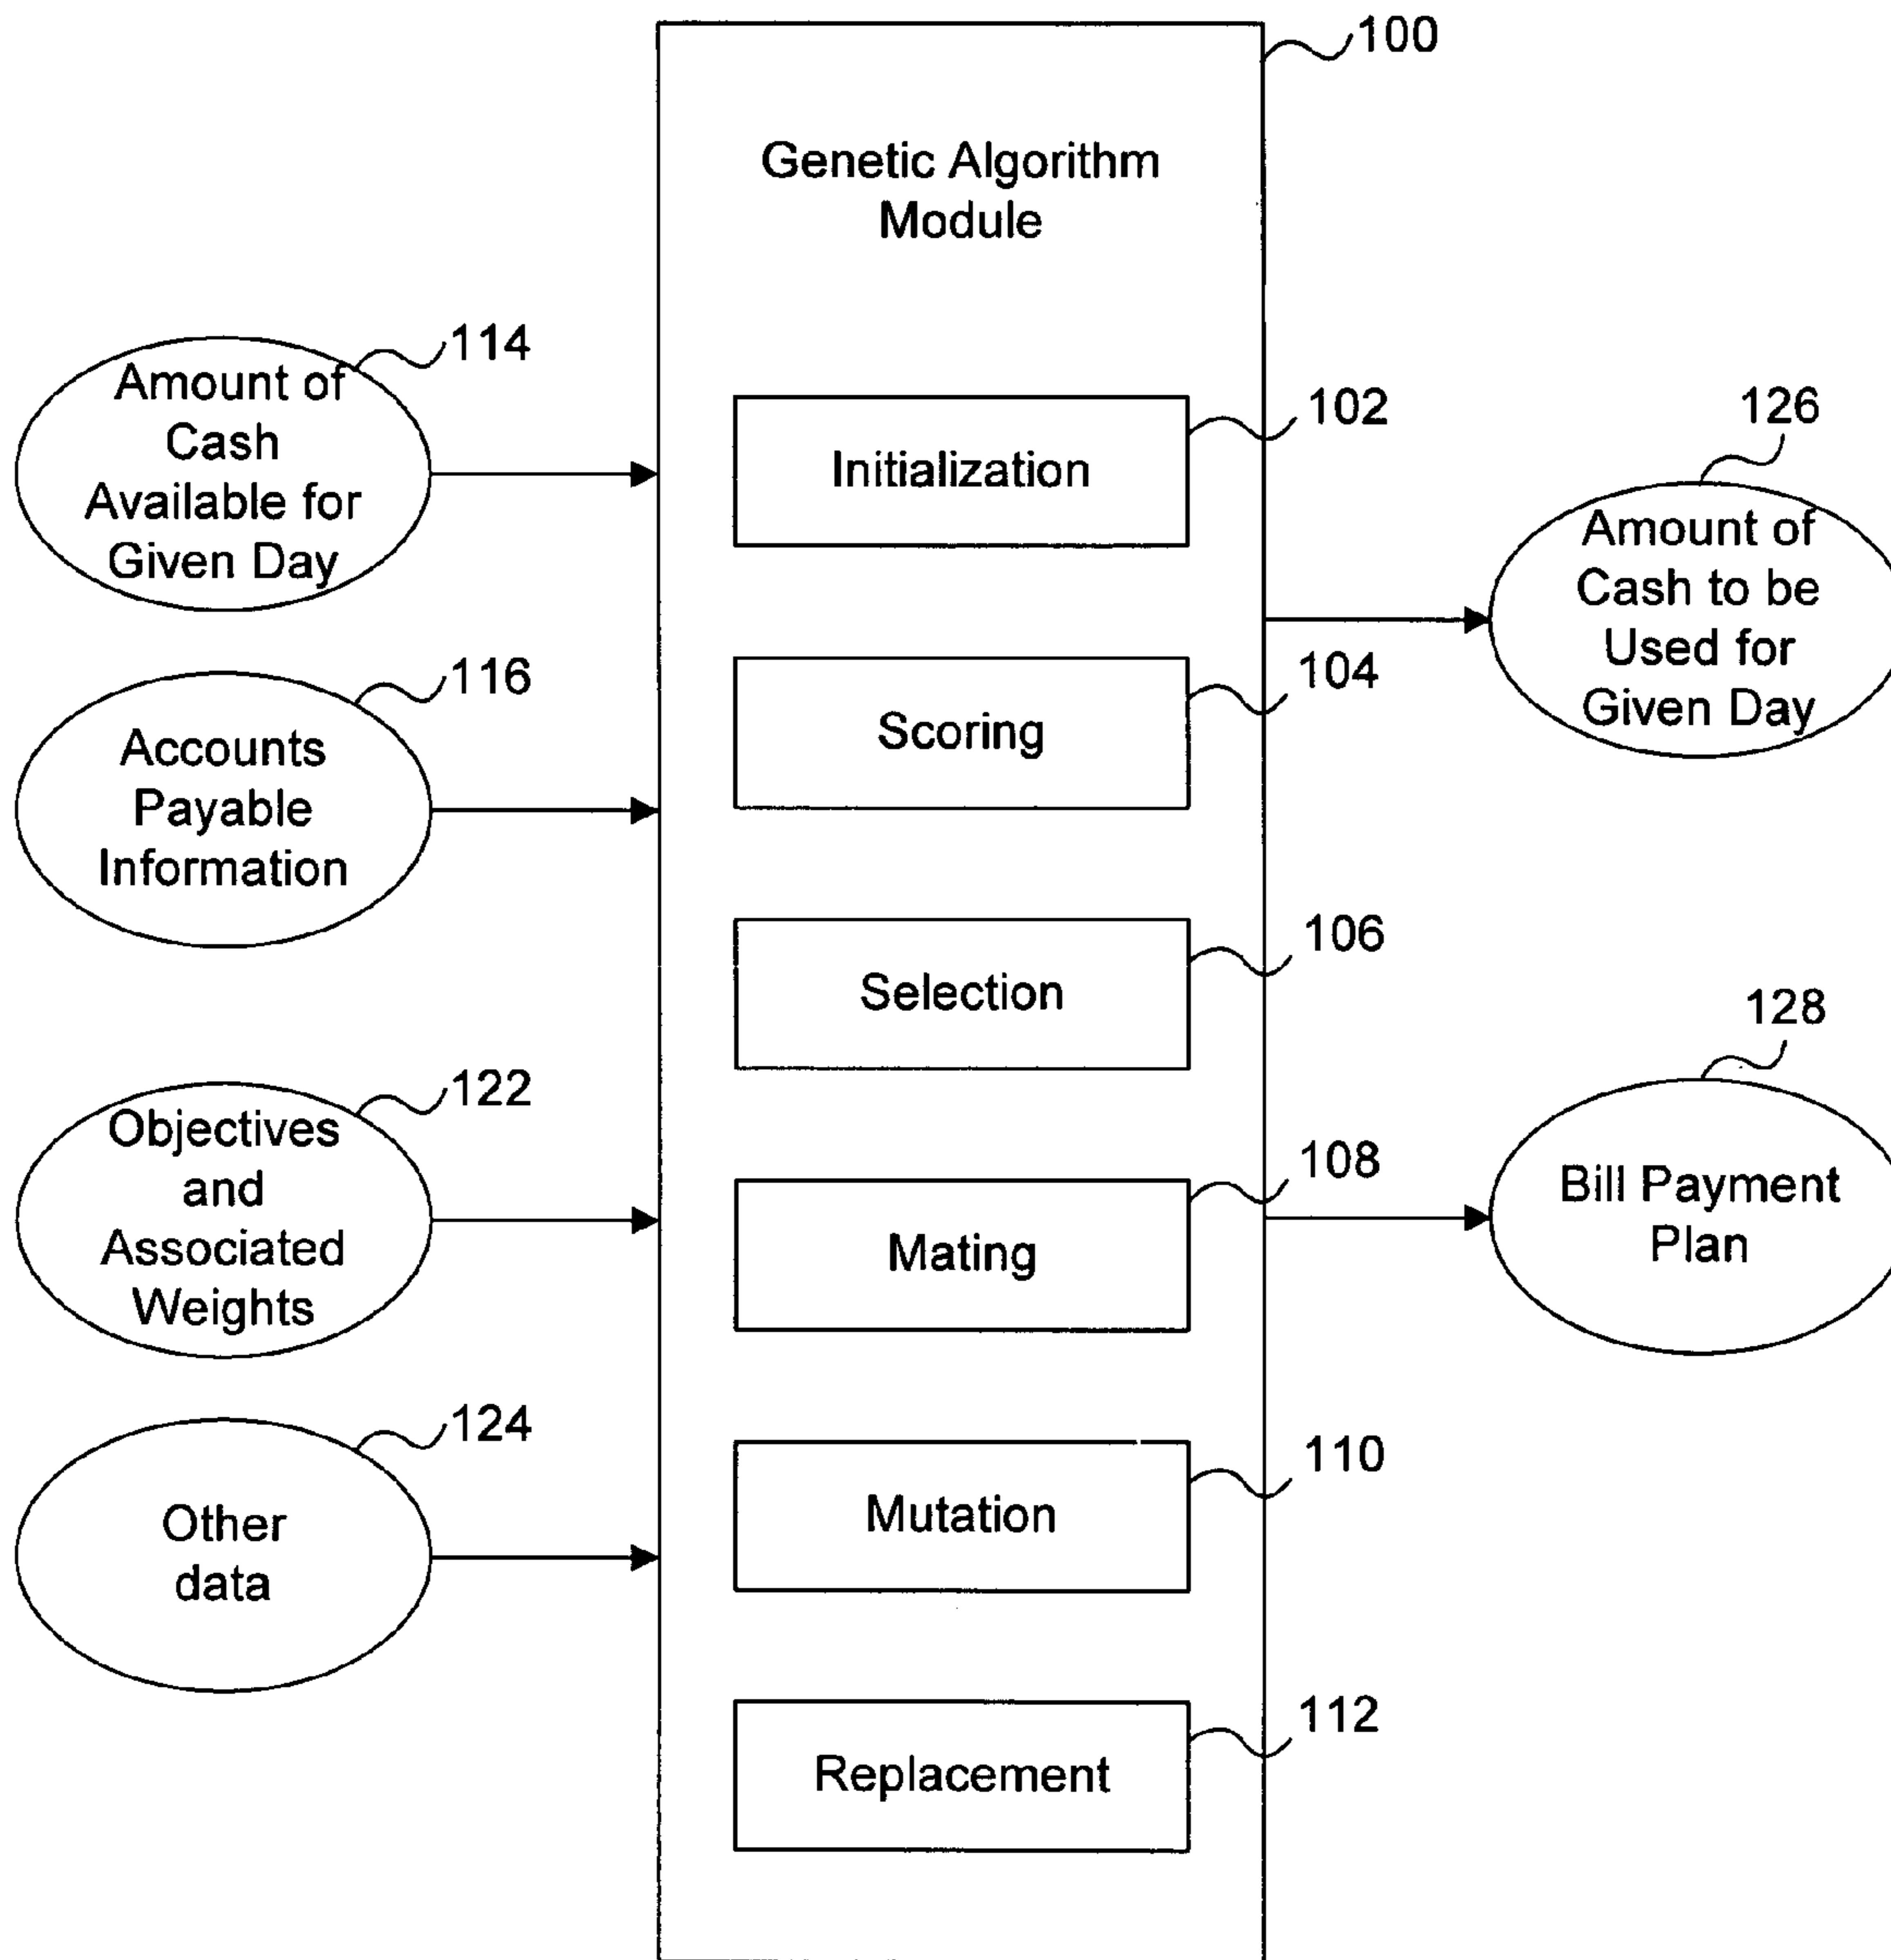 100
Genetic Algorithm
Module
114
Amount of
Cash
Available for
Given Day
116
Accounts
Payable
Information
122
Objectives
and
Associated
Weights
124
Other
data
102
Initialization
104
Scoring
106
Selection
108
Mating
110
Mutation
112
Replacement
126
Amount of
Cash to be
Used for
Given Day
128
Bill Payment
Plan